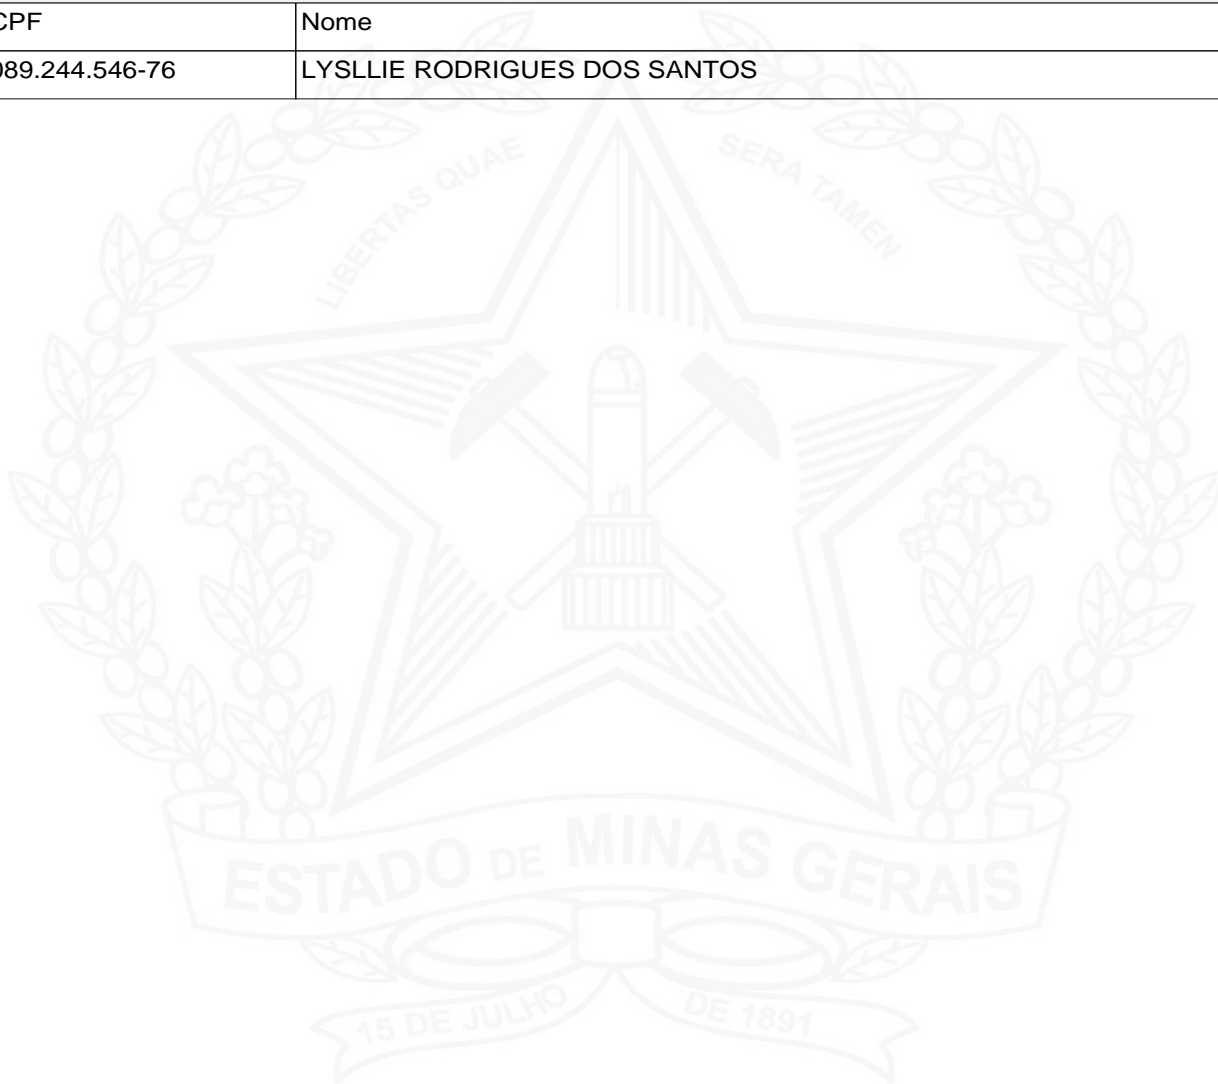 CPF Nome
089.244.546-76 LYSLLIE RODRIGUES DOS SANTOS
LIBERTAS QUAE SERA TAMEN
ESTADO DE MINAS GERAIS
15 DE JULHO DE 1891